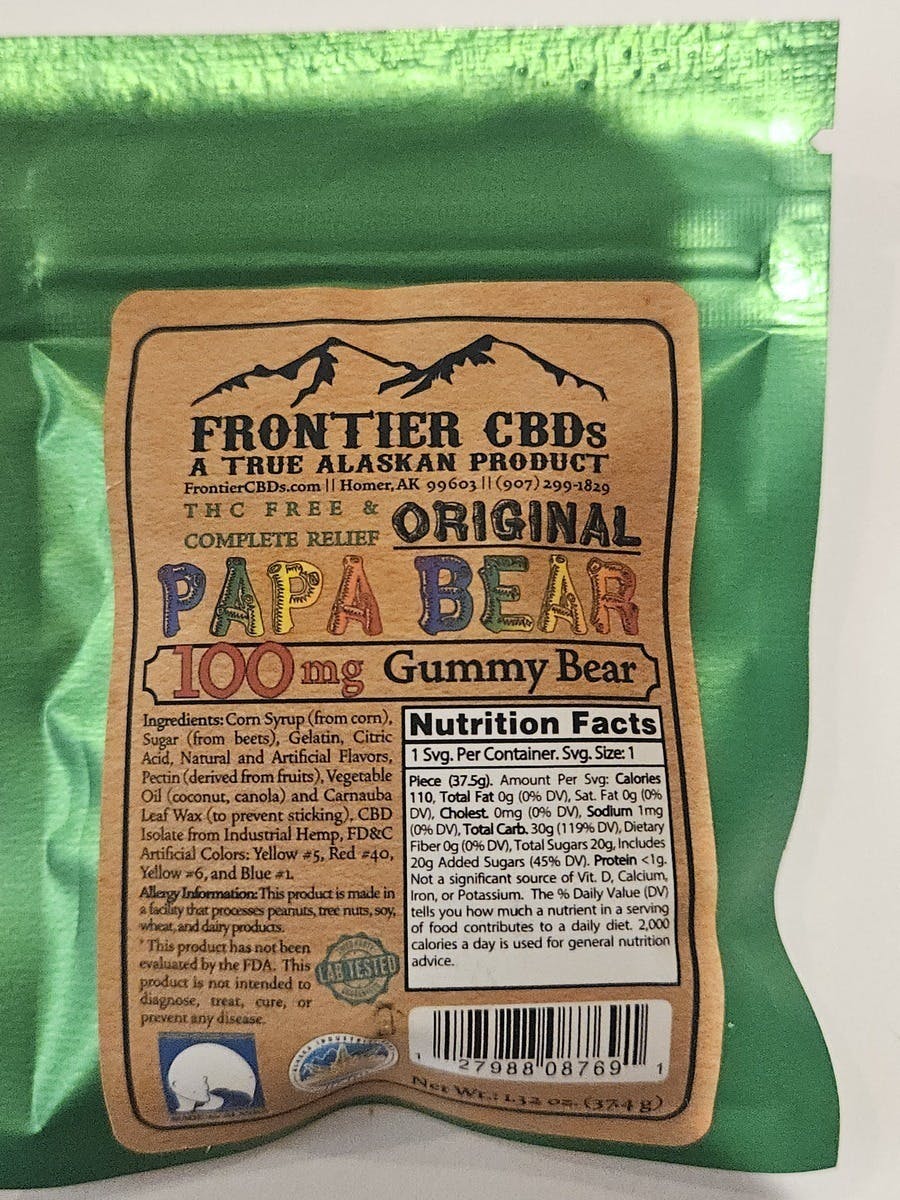 FRONTIER CBDs
A TRUE ALASKAN PRODUCT
FrontierCBDs.com || Homer, AK 99603 || (907) 299-1829
THC FREE &
COMPLETE RELIEF
ORIGINAL
PAPA BEAR
100mg Gummy Bear
Ingredients: Corn Syrup (from corn),
Sugar (from beets), Gelatin, Citric
Acid, Natural and Artificial Flavors,
Pectin (derived from fruits), Vegetable
Oil (coconut, canola) and Carnauba
Leaf Wax (to prevent sticking), CBD
Isolate from Industrial Hemp, FD&C
Artificial Colors: Yellow #5, Red #40,
Yellow #6, and Blue #1.
Allergy Information: This product is made in
a facility that processes peanuts, tree nuts, soy,
wheat, and dairy products.
* This product has not been
evaluated by the FDA. This
product is not intended to
diagnose, treat, cure, or
prevent any disease.
LAB TESTED
Nutrition Facts
1 Svg. Per Container. Svg. Size: 1
Piece (37.5g). Amount Per Svg: Calories
110, Total Fat 0g (0% DV), Sat. Fat 0g (0%
DV), Cholest. 0mg (0% DV), Sodium 1mg
(0% DV), Total Carb. 30g (119% DV), Dietary
Fiber 0g (0% DV), Total Sugars 20g, Includes
20g Added Sugars (45% DV). Protein <1g.
Not a significant source of Vit. D, Calcium,
Iron, or Potassium. The % Daily Value (DV)
tells you how much a nutrient in a serving
of food contributes to a daily diet. 2,000
calories a day is used for general nutrition
advice.
1 27988 08769 1
Net Wt.: 1.32 oz. (37.4 g)